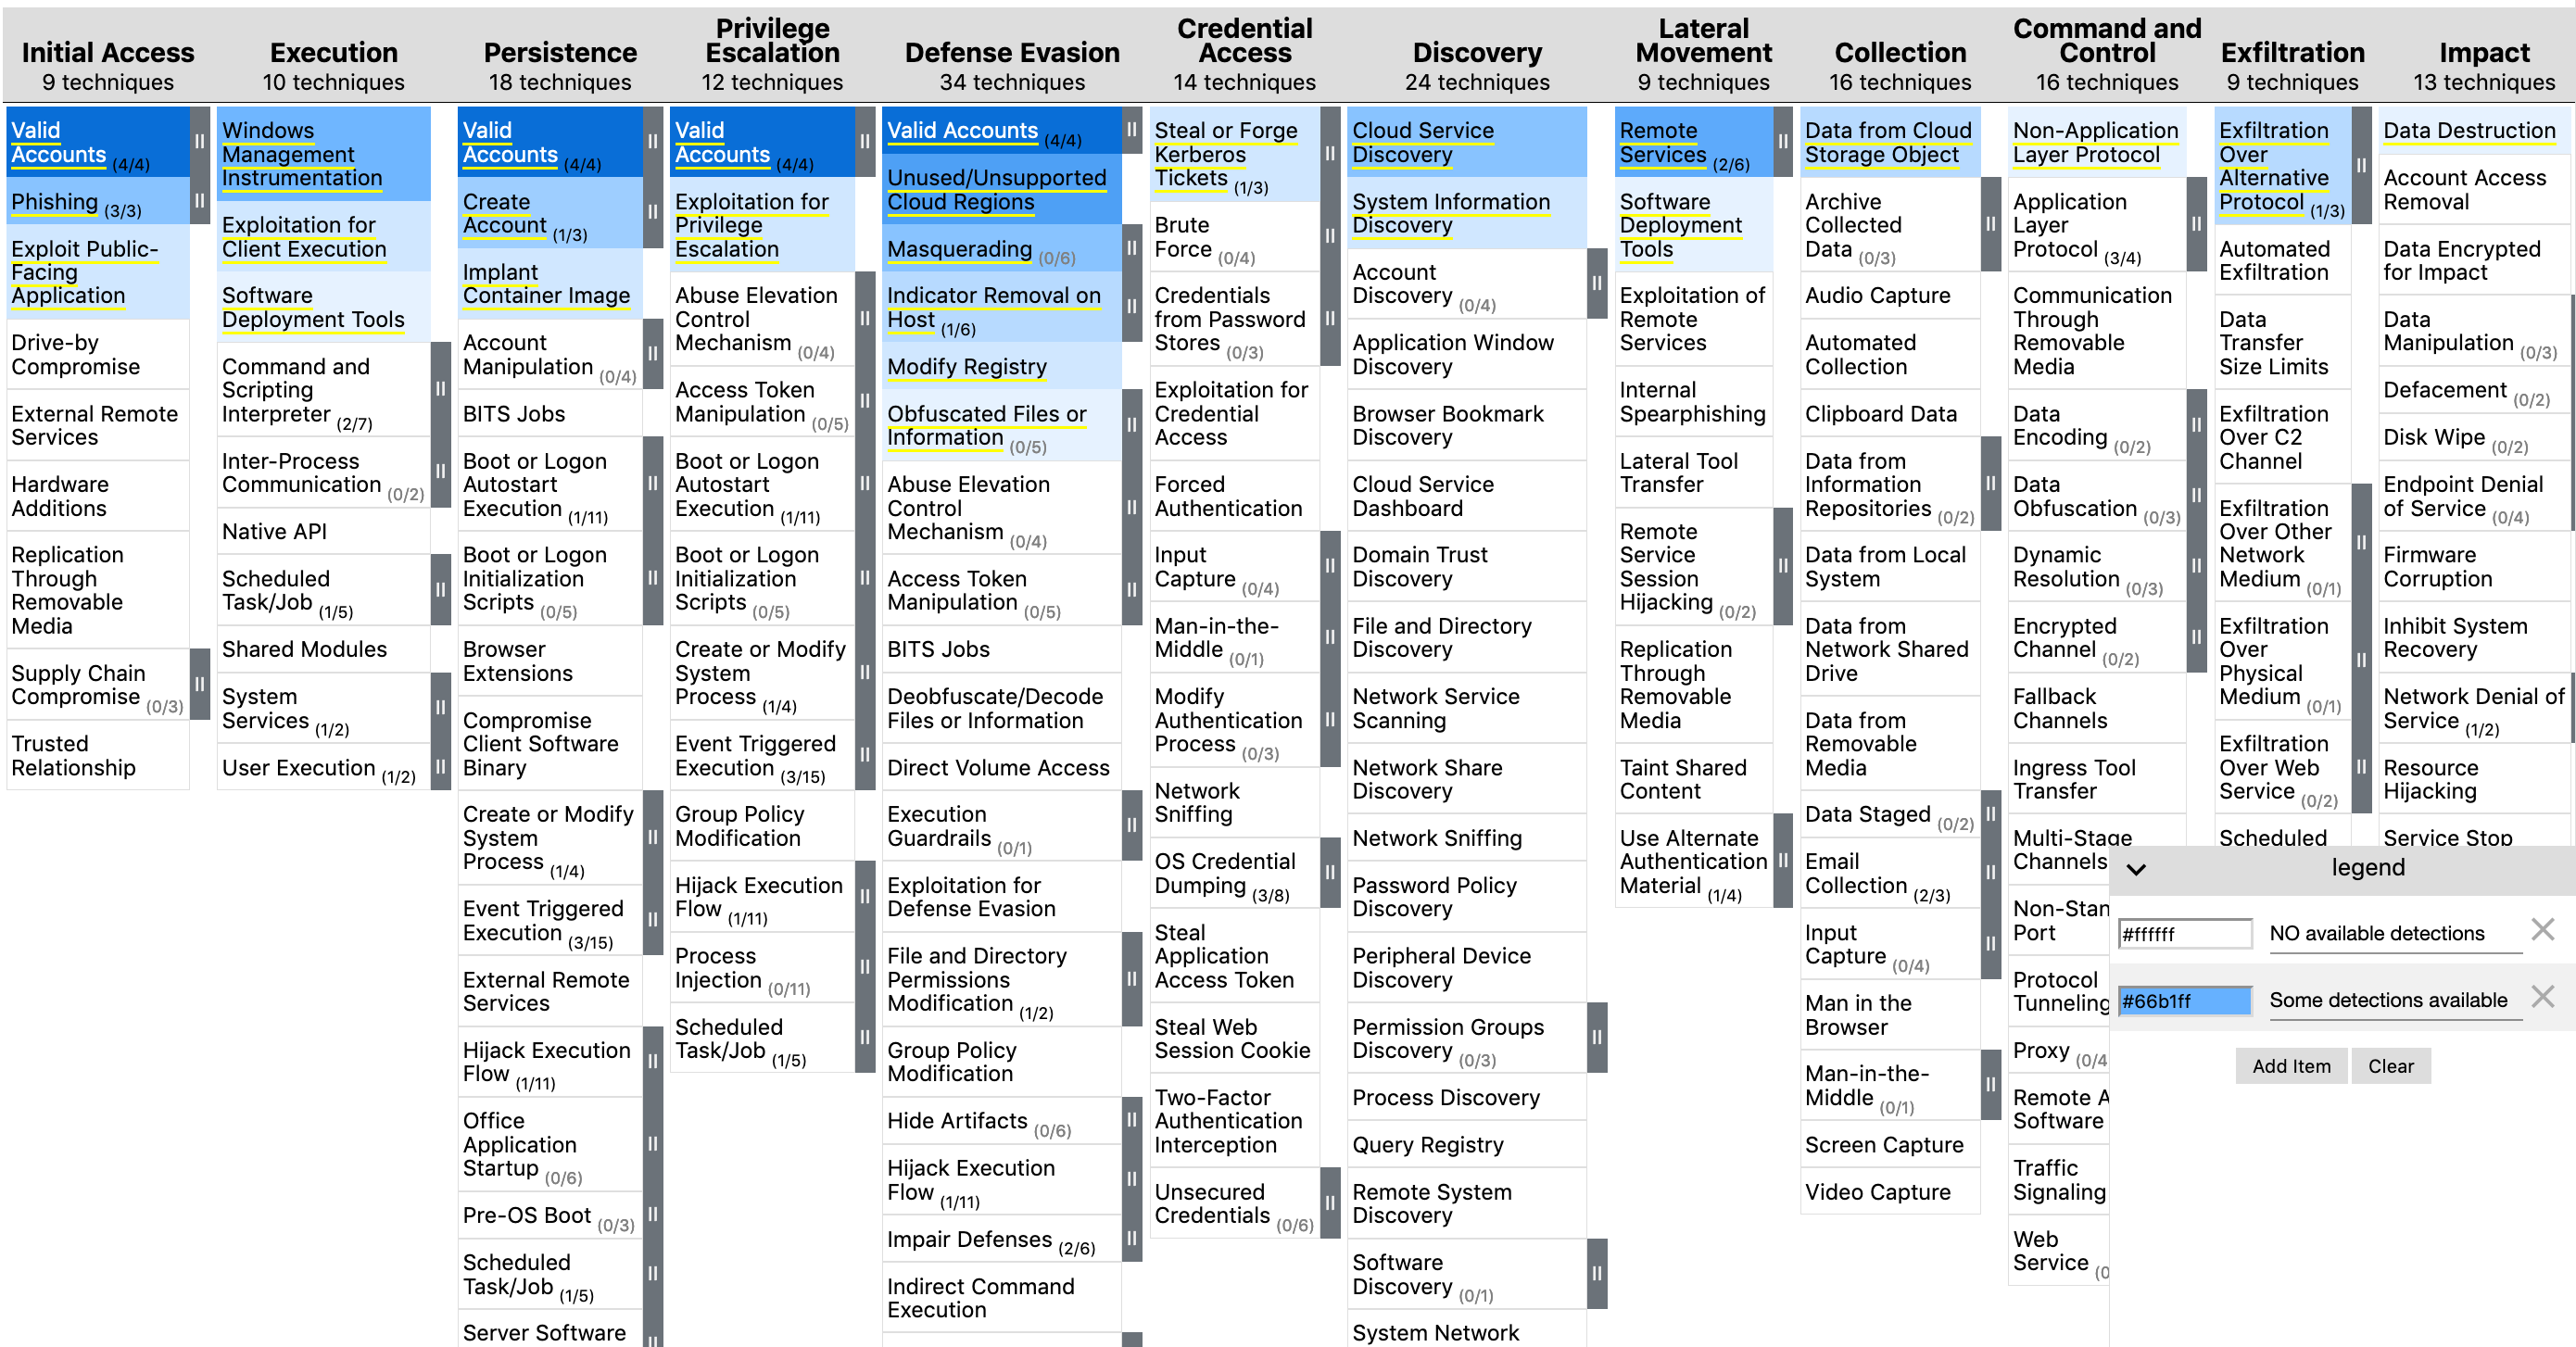 Initial Access
9 techniques
Valid
Accounts (4/4)
Phishing (3/3)
Exploit Public-
Facing
Application
Drive-by
Compromise
External Remote
Services
Hardware
Additions
Replication
Through
Removable
Media
Supply Chain
Compromise (0/3)
Trusted
Relationship
Execution
10 techniques
Windows
Management
Instrumentation
Exploitation for
Client Execution
Software
Deployment Tools
Command and
Scripting
Interpreter (2/7)
Inter-Process
Communication (0/2)
Native API
Scheduled
Task/Job (1/5)
Shared Modules
System
Services (1/2)
User Execution (1/2)
Persistence
18 techniques
Valid
Accounts (4/4)
Create
Account (1/3)
Implant
Container Image
Account
Manipulation (0/4)
BITS Jobs
Boot or Logon
Autostart
Execution (1/11)
Boot or Logon
Initialization
Scripts (0/5)
Browser
Extensions
Compromise
Client Software
Binary
Create or Modify
System
Process (1/4)
Event Triggered
Execution (3/15)
External Remote
Services
Hijack Execution
Flow (1/11)
Office
Application
Startup (0/6)
Pre-OS Boot (0/3)
Scheduled
Task/Job (1/5)
Server Software
Privilege
Escalation
12 techniques
Valid
Accounts (4/4)
Exploitation for
Privilege
Escalation
Abuse Elevation
Control
Mechanism (0/4)
Access Token
Manipulation (0/5)
Boot or Logon
Autostart
Execution (1/11)
Boot or Logon
Initialization
Scripts (0/5)
Create or Modify
System
Process (1/4)
Event Triggered
Execution (3/15)
Group Policy
Modification
Hijack Execution
Flow (1/11)
Process
Injection (0/11)
Scheduled
Task/Job (1/5)
Defense Evasion
34 techniques
Valid Accounts (4/4)
Unused/Unsupported
Cloud Regions
Masquerading (0/6)
Indicator Removal on
Host (1/6)
Modify Registry
Obfuscated Files or
Information (0/5)
Abuse Elevation
Control
Mechanism (0/4)
Access Token
Manipulation (0/5)
BITS Jobs
Deobfuscate/Decode
Files or Information
Direct Volume Access
Execution
Guardrails (0/1)
Exploitation for
Defense Evasion
File and Directory
Permissions
Modification (1/2)
Group Policy
Modification
Hide Artifacts (0/6)
Hijack Execution
Flow (1/11)
Impair Defenses (2/6)
Indirect Command
Execution
Credential
Access
14 techniques
Steal or Forge
Kerberos
Tickets (1/3)
Brute
Force (0/4)
Credentials
from Password
Stores (0/3)
Exploitation for
Credential
Access
Forced
Authentication
Input
Capture (0/4)
Man-in-the-
Middle (0/1)
Modify
Authentication
Process (0/3)
Network
Sniffing
OS Credential
Dumping (3/8)
Steal
Application
Access Token
Steal Web
Session Cookie
Two-Factor
Authentication
Interception
Unsecured
Credentials (0/6)
Discovery
24 techniques
Cloud Service
Discovery
System Information
Discovery
Account
Discovery (0/4)
Application Window
Discovery
Browser Bookmark
Discovery
Cloud Service
Dashboard
Domain Trust
Discovery
File and Directory
Discovery
Network Service
Scanning
Network Share
Discovery
Network Sniffing
Password Policy
Discovery
Peripheral Device
Discovery
Permission Groups
Discovery (0/3)
Process Discovery
Query Registry
Remote System
Discovery
Software
Discovery (0/1)
System Network
Lateral
Movement
9 techniques
Remote
Services (2/6)
Software
Deployment
Tools
Exploitation of
Remote
Services
Internal
Spearphishing
Lateral Tool
Transfer
Remote
Service
Session
Hijacking (0/2)
Replication
Through
Removable
Media
Taint Shared
Content
Use Alternate
Authentication
Material (1/4)
Collection
16 techniques
Data from Cloud
Storage Object
Archive
Collected
Data (0/3)
Audio Capture
Automated
Collection
Clipboard Data
Data from
Information
Repositories (0/2)
Data from Local
System
Data from
Network Shared
Drive
Data from
Removable
Media
Data Staged (0/2)
Email
Collection (2/3)
Input
Capture (0/4)
Man in the
Browser
Man-in-the-
Middle (0/1)
Screen Capture
Video Capture
Command and
Control
16 techniques
Non-Application
Layer Protocol
Application
Layer
Protocol (3/4)
Communication
Through
Removable
Media
Data
Encoding (0/2)
Data
Obfuscation (0/3)
Dynamic
Resolution (0/3)
Encrypted
Channel (0/2)
Fallback
Channels
Ingress Tool
Transfer
Multi-Stage
Channels
Non-Stan
Port
Protocol
Tunneling
Proxy (0/4
Remote A
Software
Traffic
Signaling
Web
Service (0
Exfiltration
9 techniques
Exfiltration
Over
Alternative
Protocol (1/3)
Automated
Exfiltration
Data
Transfer
Size Limits
Exfiltration
Over C2
Channel
Exfiltration
Over Other
Network
Medium (0/1)
Exfiltration
Over
Physical
Medium (0/1)
Exfiltration
Over Web
Service (0/2)
Scheduled
Impact
13 techniques
Data Destruction
Account Access
Removal
Data Encrypted
for Impact
Data
Manipulation (0/3)
Defacement (0/2)
Disk Wipe (0/2)
Endpoint Denial
of Service (0/4)
Firmware
Corruption
Inhibit System
Recovery
Network Denial of
Service (1/2)
Resource
Hijacking
Service Stop
legend
#ffffff NO available detections
#66b1ff Some detections available
Add Item Clear